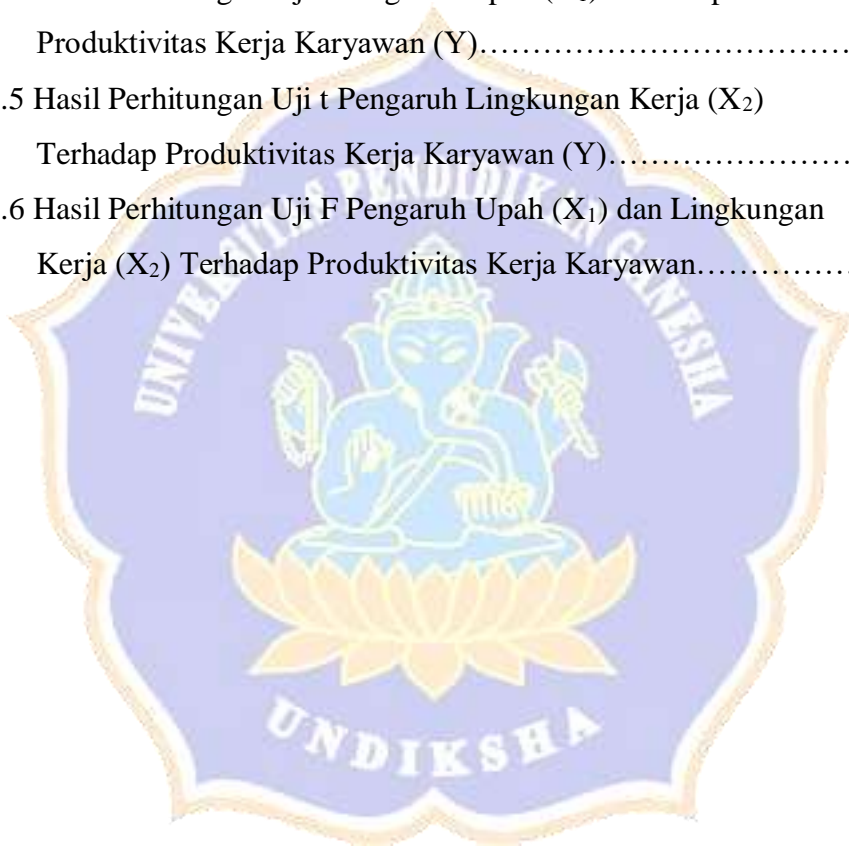 Produktivitas Kerja Karyawan (Y)……………………………….
.5 Hasil Perhitungan Uji t Pengaruh Lingkungan Kerja (X₂)
Terhadap Produktivitas Kerja Karyawan (Y)……………………
.6 Hasil Perhitungan Uji F Pengaruh Upah (X₁) dan Lingkungan
Kerja (X₂) Terhadap Produktivitas Kerja Karyawan……………
UNIVERSITAS PENDIDIKAN GANESHA
UNDIKSHA